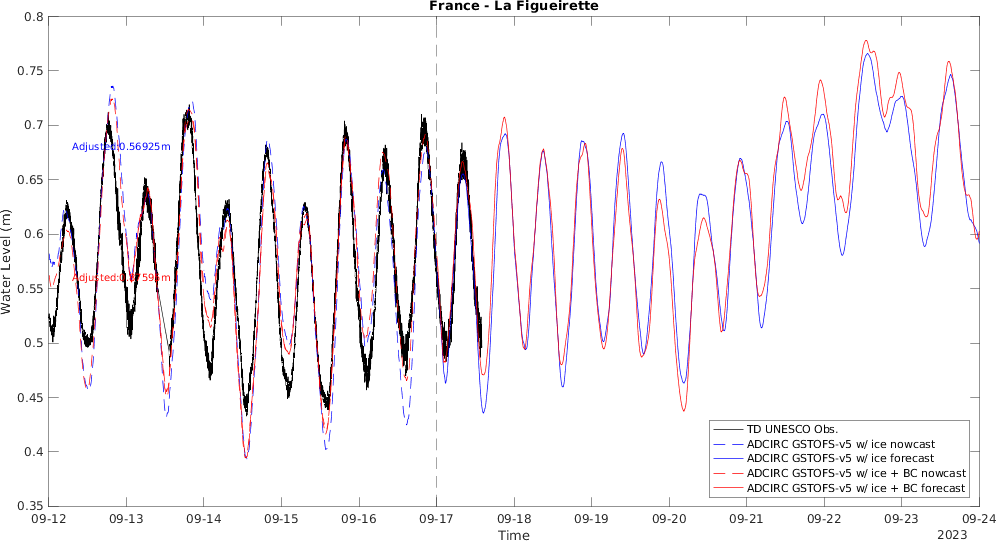 France - La Figueirette
0.8
0.75
0.7
0.65
0.6
0.55
0.5
0.45
0.4
0.35
Water Level (m)
Adjusted:0.56925m
TD UNESCO Obs.
ADCIRC GSTOFS-v5 w/ ice nowcast
ADCIRC GSTOFS-v5 w/ ice forecast
ADCIRC GSTOFS-v5 w/ ice + BC nowcast
ADCIRC GSTOFS-v5 w/ ice + BC forecast
09-12 09-13 09-14 09-15 09-16 09-17 09-18 09-19 09-20 09-21 09-22 09-23 09-24
Time
2023